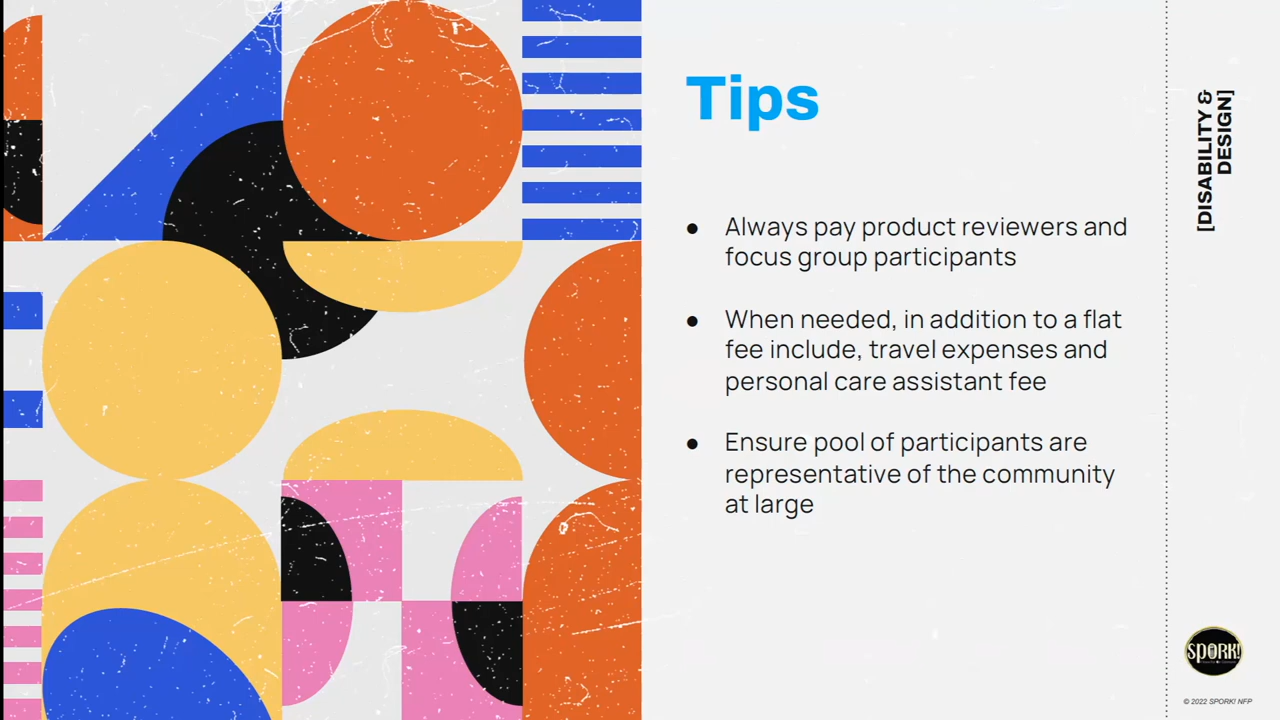 Tips
● Always pay product reviewers and
focus group participants
● When needed, in addition to a flat
fee include, travel expenses and
personal care assistant fee
● Ensure pool of participants are
representative of the community
at large
[DISABILITY &
DESIGN]
SPORK!
© 2022 SPORK! NFP